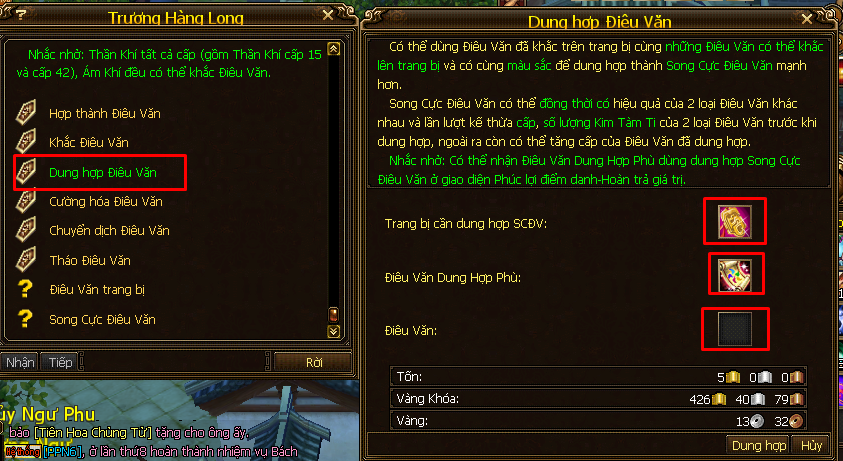 Trương Hàng Long
Nhắc nhở: Thần Khí tất cả cấp (gồm Thần Khí cấp 15
và cấp 42), Ám Khí đều có thể khắc Điêu Văn.
Hợp thành Điêu Văn
Khắc Điêu Văn
Dung hợp Điêu Văn
Cường hóa Điêu Văn
Chuyển dịch Điêu Văn
Tháo Điêu Văn
Điêu Văn trang bị
Song Cực Điêu Văn
Nhận
Tiếp
Rời
Dung hợp Điêu Văn
Có thể dùng Điêu Văn đã khắc trên trang bị cùng những Điêu Văn có thể khắc
lên trang bị và có cùng màu sắc để dung hợp thành Song Cực Điêu Văn mạnh
hơn.
Song Cực Điêu Văn có thể đồng thời có hiệu quả của 2 loại Điêu Văn khác
nhau và lần lượt kế thừa cấp, số lượng Kim Tàm Ti của 2 loại Điêu Văn trước khi
dung hợp, ngoài ra còn có thể tăng cấp của Điêu Văn đã dung hợp.
Nhắc nhở: Có thể nhận Điêu Văn Dung Hợp Phù dùng dung hợp Song Cực
Điêu Văn ở giao diện Phúc lợi điểm danh-Hoàn trả giá trị.
Trang bị cần dung hợp SCĐV:
Điêu Văn Dung Hợp Phù:
Điêu Văn:
Tốn: 5 0 0
Vàng Khóa: 426 40 79
Vàng: 13 32
Dung hợp
Hủy
ủy Ngư Phu
bảo [Tiên Hoa Chủng Tử] tặng cho ông ấy.
Hệ thống [PPN6], ở lần thứ8 hoàn thành nhiệm vụ Bách